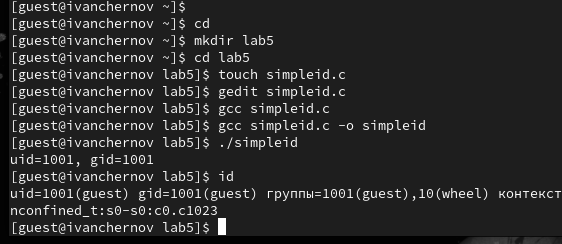 [guest@ivanchernov ~]$
[guest@ivanchernov ~]$ cd
[guest@ivanchernov ~]$ mkdir lab5
[guest@ivanchernov ~]$ cd lab5
[guest@ivanchernov lab5]$ touch simpleid.c
[guest@ivanchernov lab5]$ gedit simpleid.c
[guest@ivanchernov lab5]$ gcc simpleid.c
[guest@ivanchernov lab5]$ gcc simpleid.c -o simpleid
[guest@ivanchernov lab5]$ ./simpleid
uid=1001, gid=1001
[guest@ivanchernov lab5]$ id
uid=1001(guest) gid=1001(guest) группы=1001(guest),10(wheel) контекст
nconfined_t:s0-s0:c0.c1023
[guest@ivanchernov lab5]$